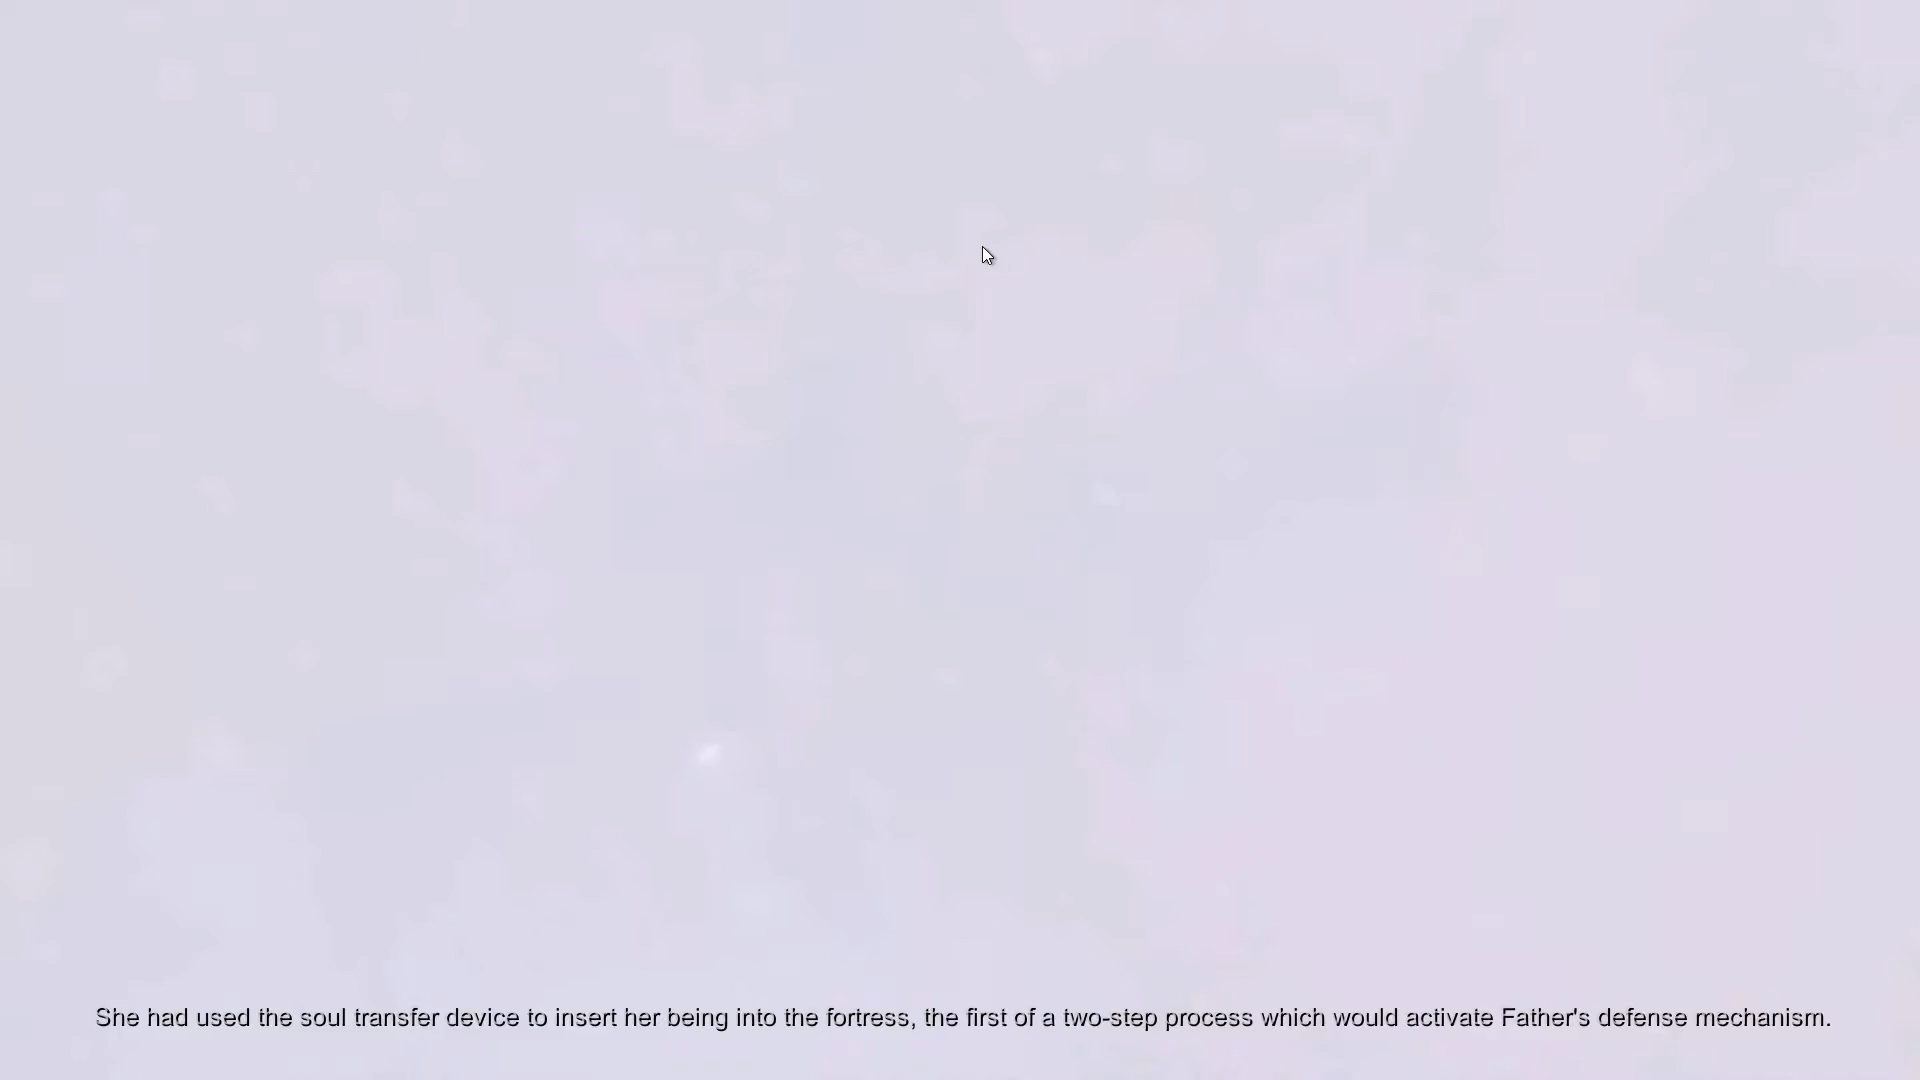 She had used the soul transfer device to insert her being into the fortress, the first of a two-step process which would activate Father's defense mechanism.